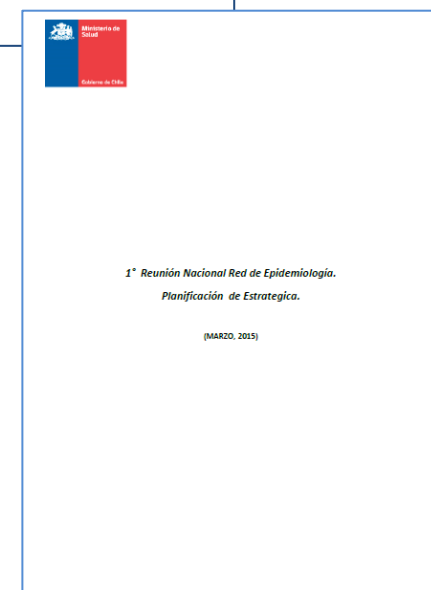 Ministerio de
Salud
Gobierno de Chile
1° Reunión Nacional Red de Epidemiología.
Planificación de Estrategica.
(MARZO, 2015)